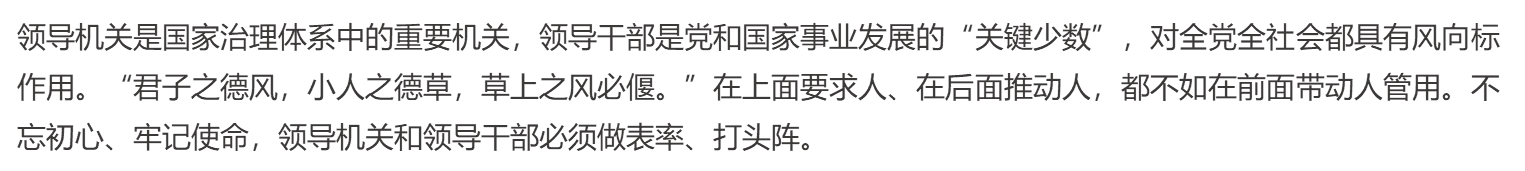 领导机关是国家治理体系中的重要机关，领导干部是党和国家事业发展的“关键少数”，对全党全社会都具有风向标
作用。“君子之德风，小人之德草，草上之风必偃。”在上面要求人、在后面推动人，都不如在前面带动人管用。不
忘初心、牢记使命，领导机关和领导干部必须做表率、打头阵。